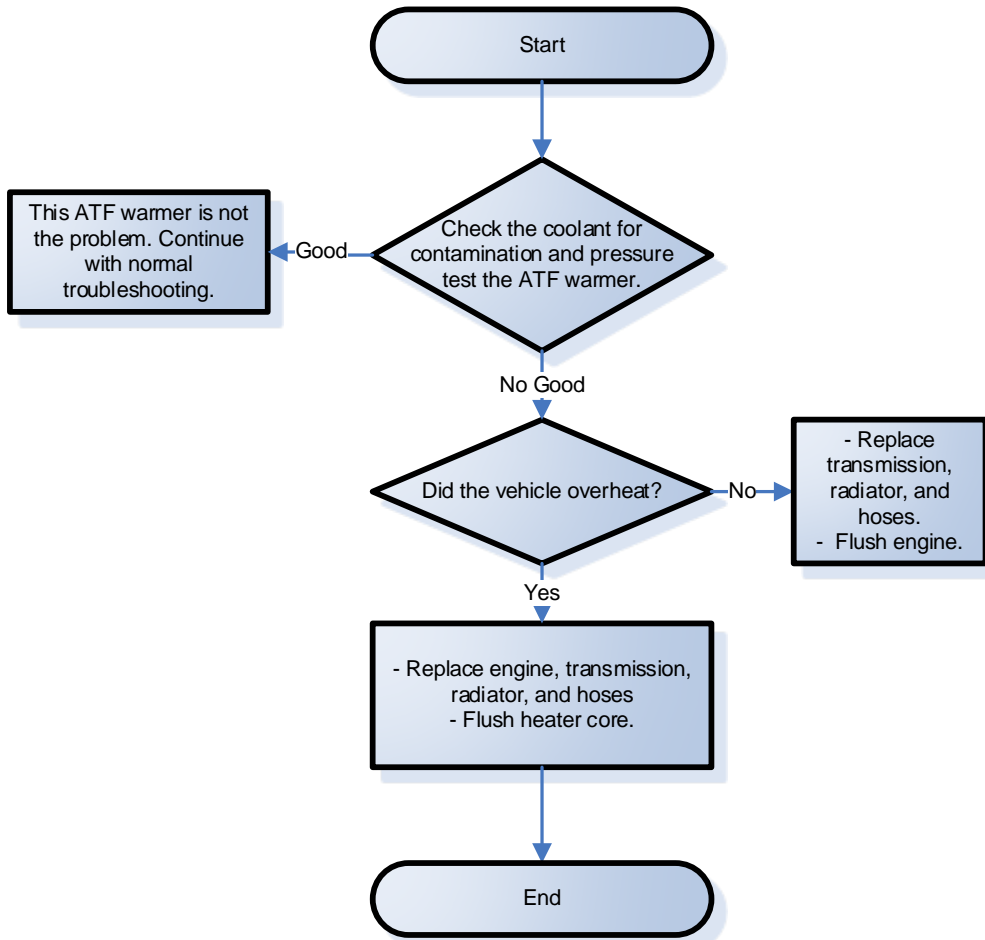 Start
Check the coolant for
contamination and pressure
test the ATF warmer.
Good
This ATF warmer is not
the problem. Continue
with normal
troubleshooting.
No Good
Did the vehicle overheat?
No
- Replace
transmission,
radiator, and
hoses.
- Flush engine.
Yes
- Replace engine, transmission,
radiator, and hoses
- Flush heater core.
End